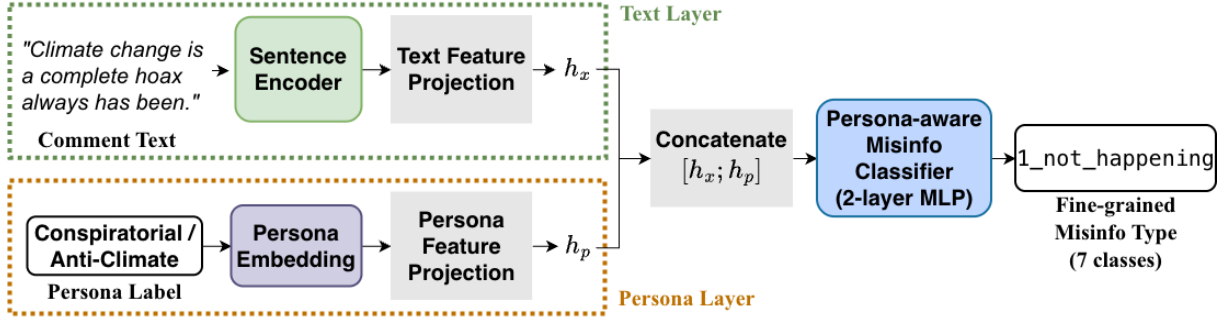 Text Layer
"Climate change is
a complete hoax
always has been."
Comment Text
Sentence
Encoder
Text Feature
Projection
h_x
Conspiratorial /
Anti-Climate
Persona Label
Persona
Embedding
Persona
Feature
Projection
h_p
Persona Layer
Concatenate
[h_x; h_p]
Persona-aware
Misinfo
Classifier
(2-layer MLP)
1_not_happening
Fine-grained
Misinfo Type
(7 classes)